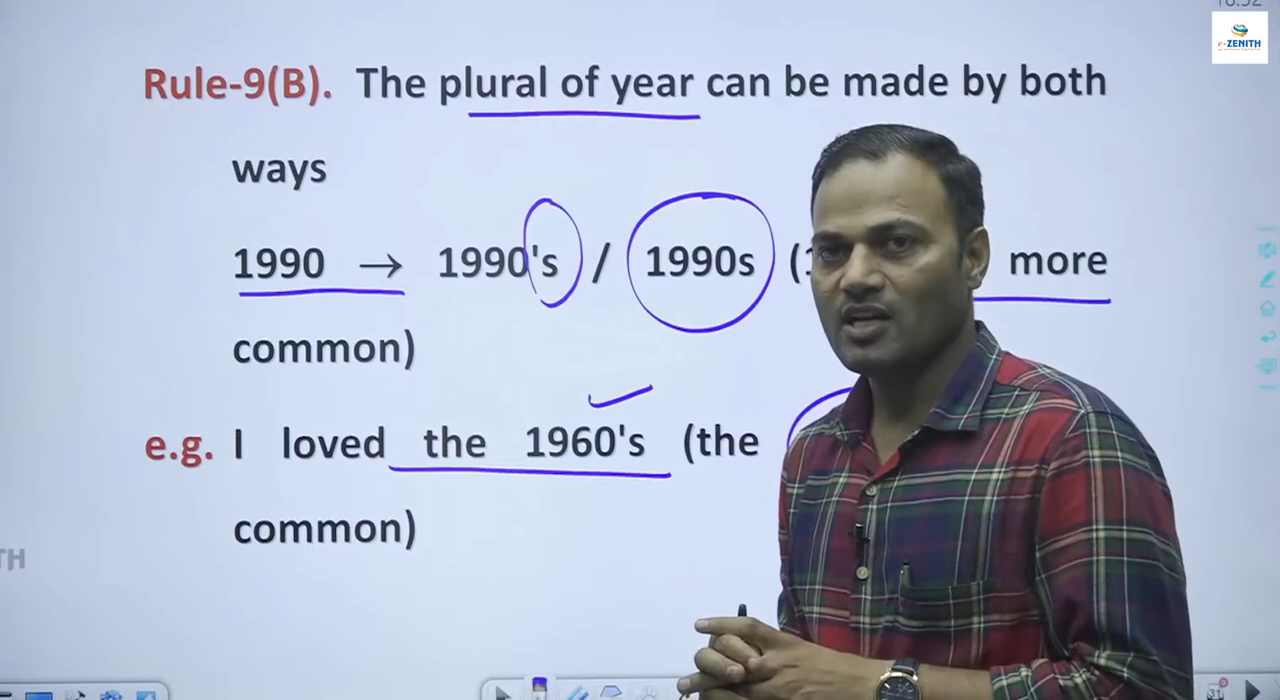 e-ZENITH
Rule-9(B). The plural of year can be made by both
ways
1990 → 1990's / 1990s ( more
common)
e.g. I loved the 1960's (the
common)
TH